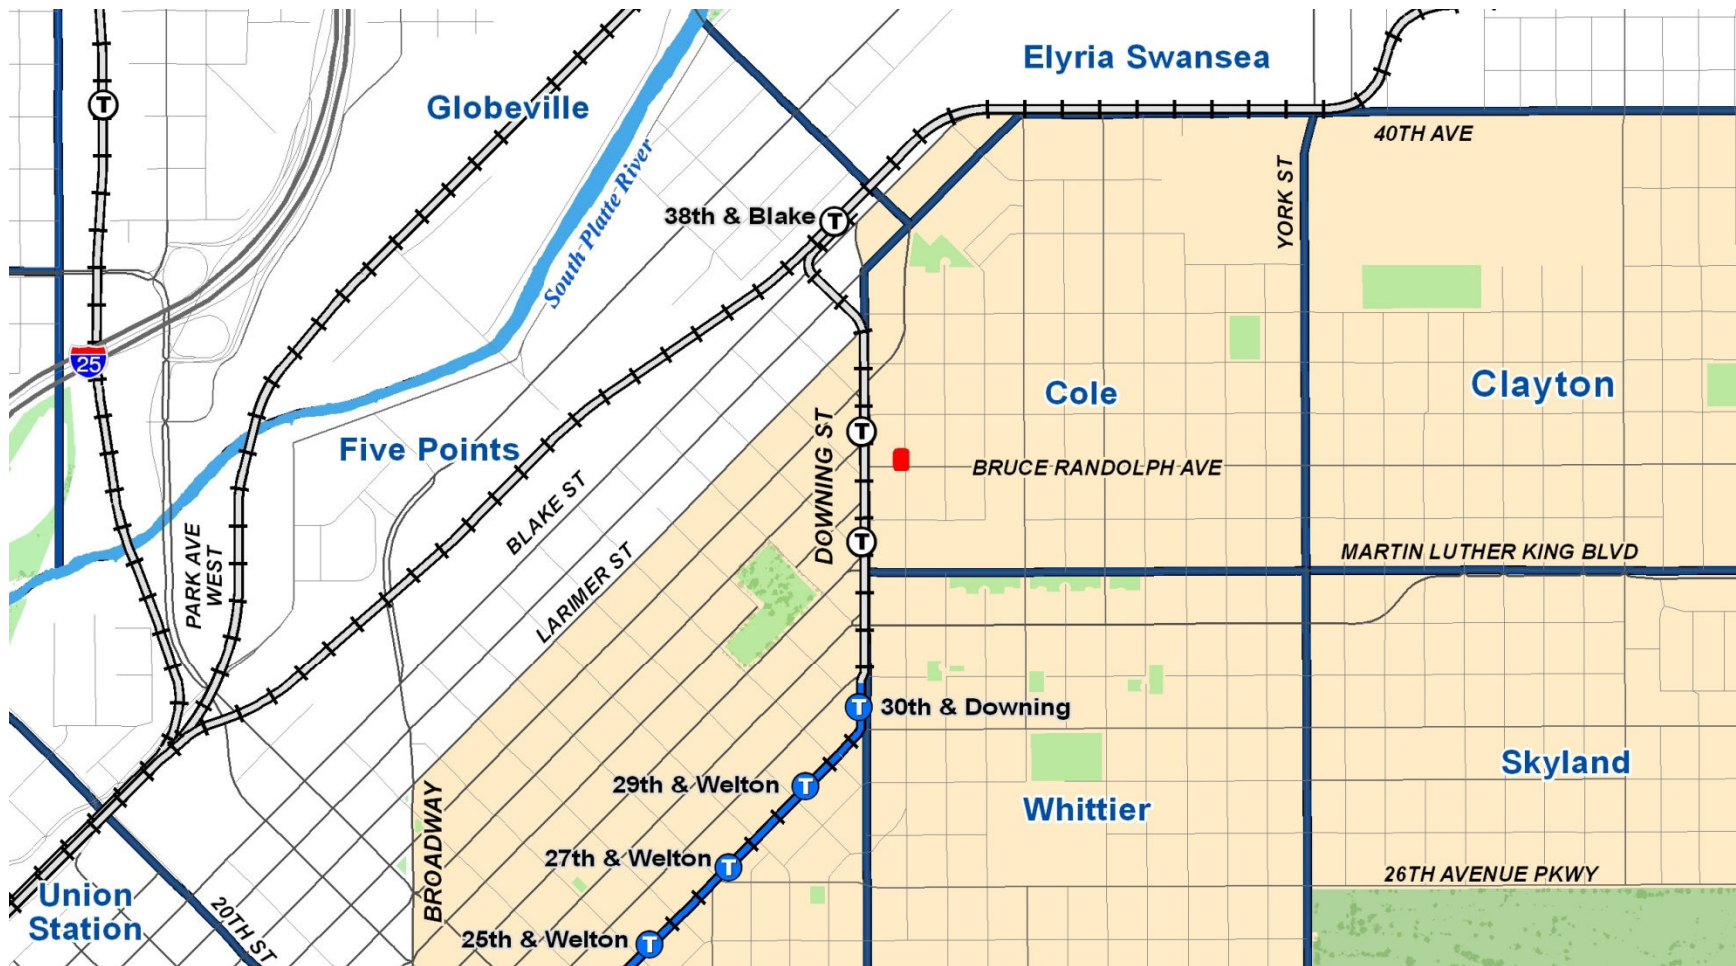 Elyria Swansea
Globeville
T
40TH AVE
South Platte River
YORK ST
38th & Blake
T
25
Cole
Clayton
DOWNING ST
T
Five Points
BRUCE RANDOLPH AVE
BLAKE ST
T
MARTIN LUTHER KING BLVD
PARK AVE
WEST
LARIMER ST
T
30th & Downing
Skyland
29th & Welton
T
Whittier
BROADWAY
27th & Welton
T
26TH AVENUE PKWY
Union
Station
20TH ST
25th & Welton
T